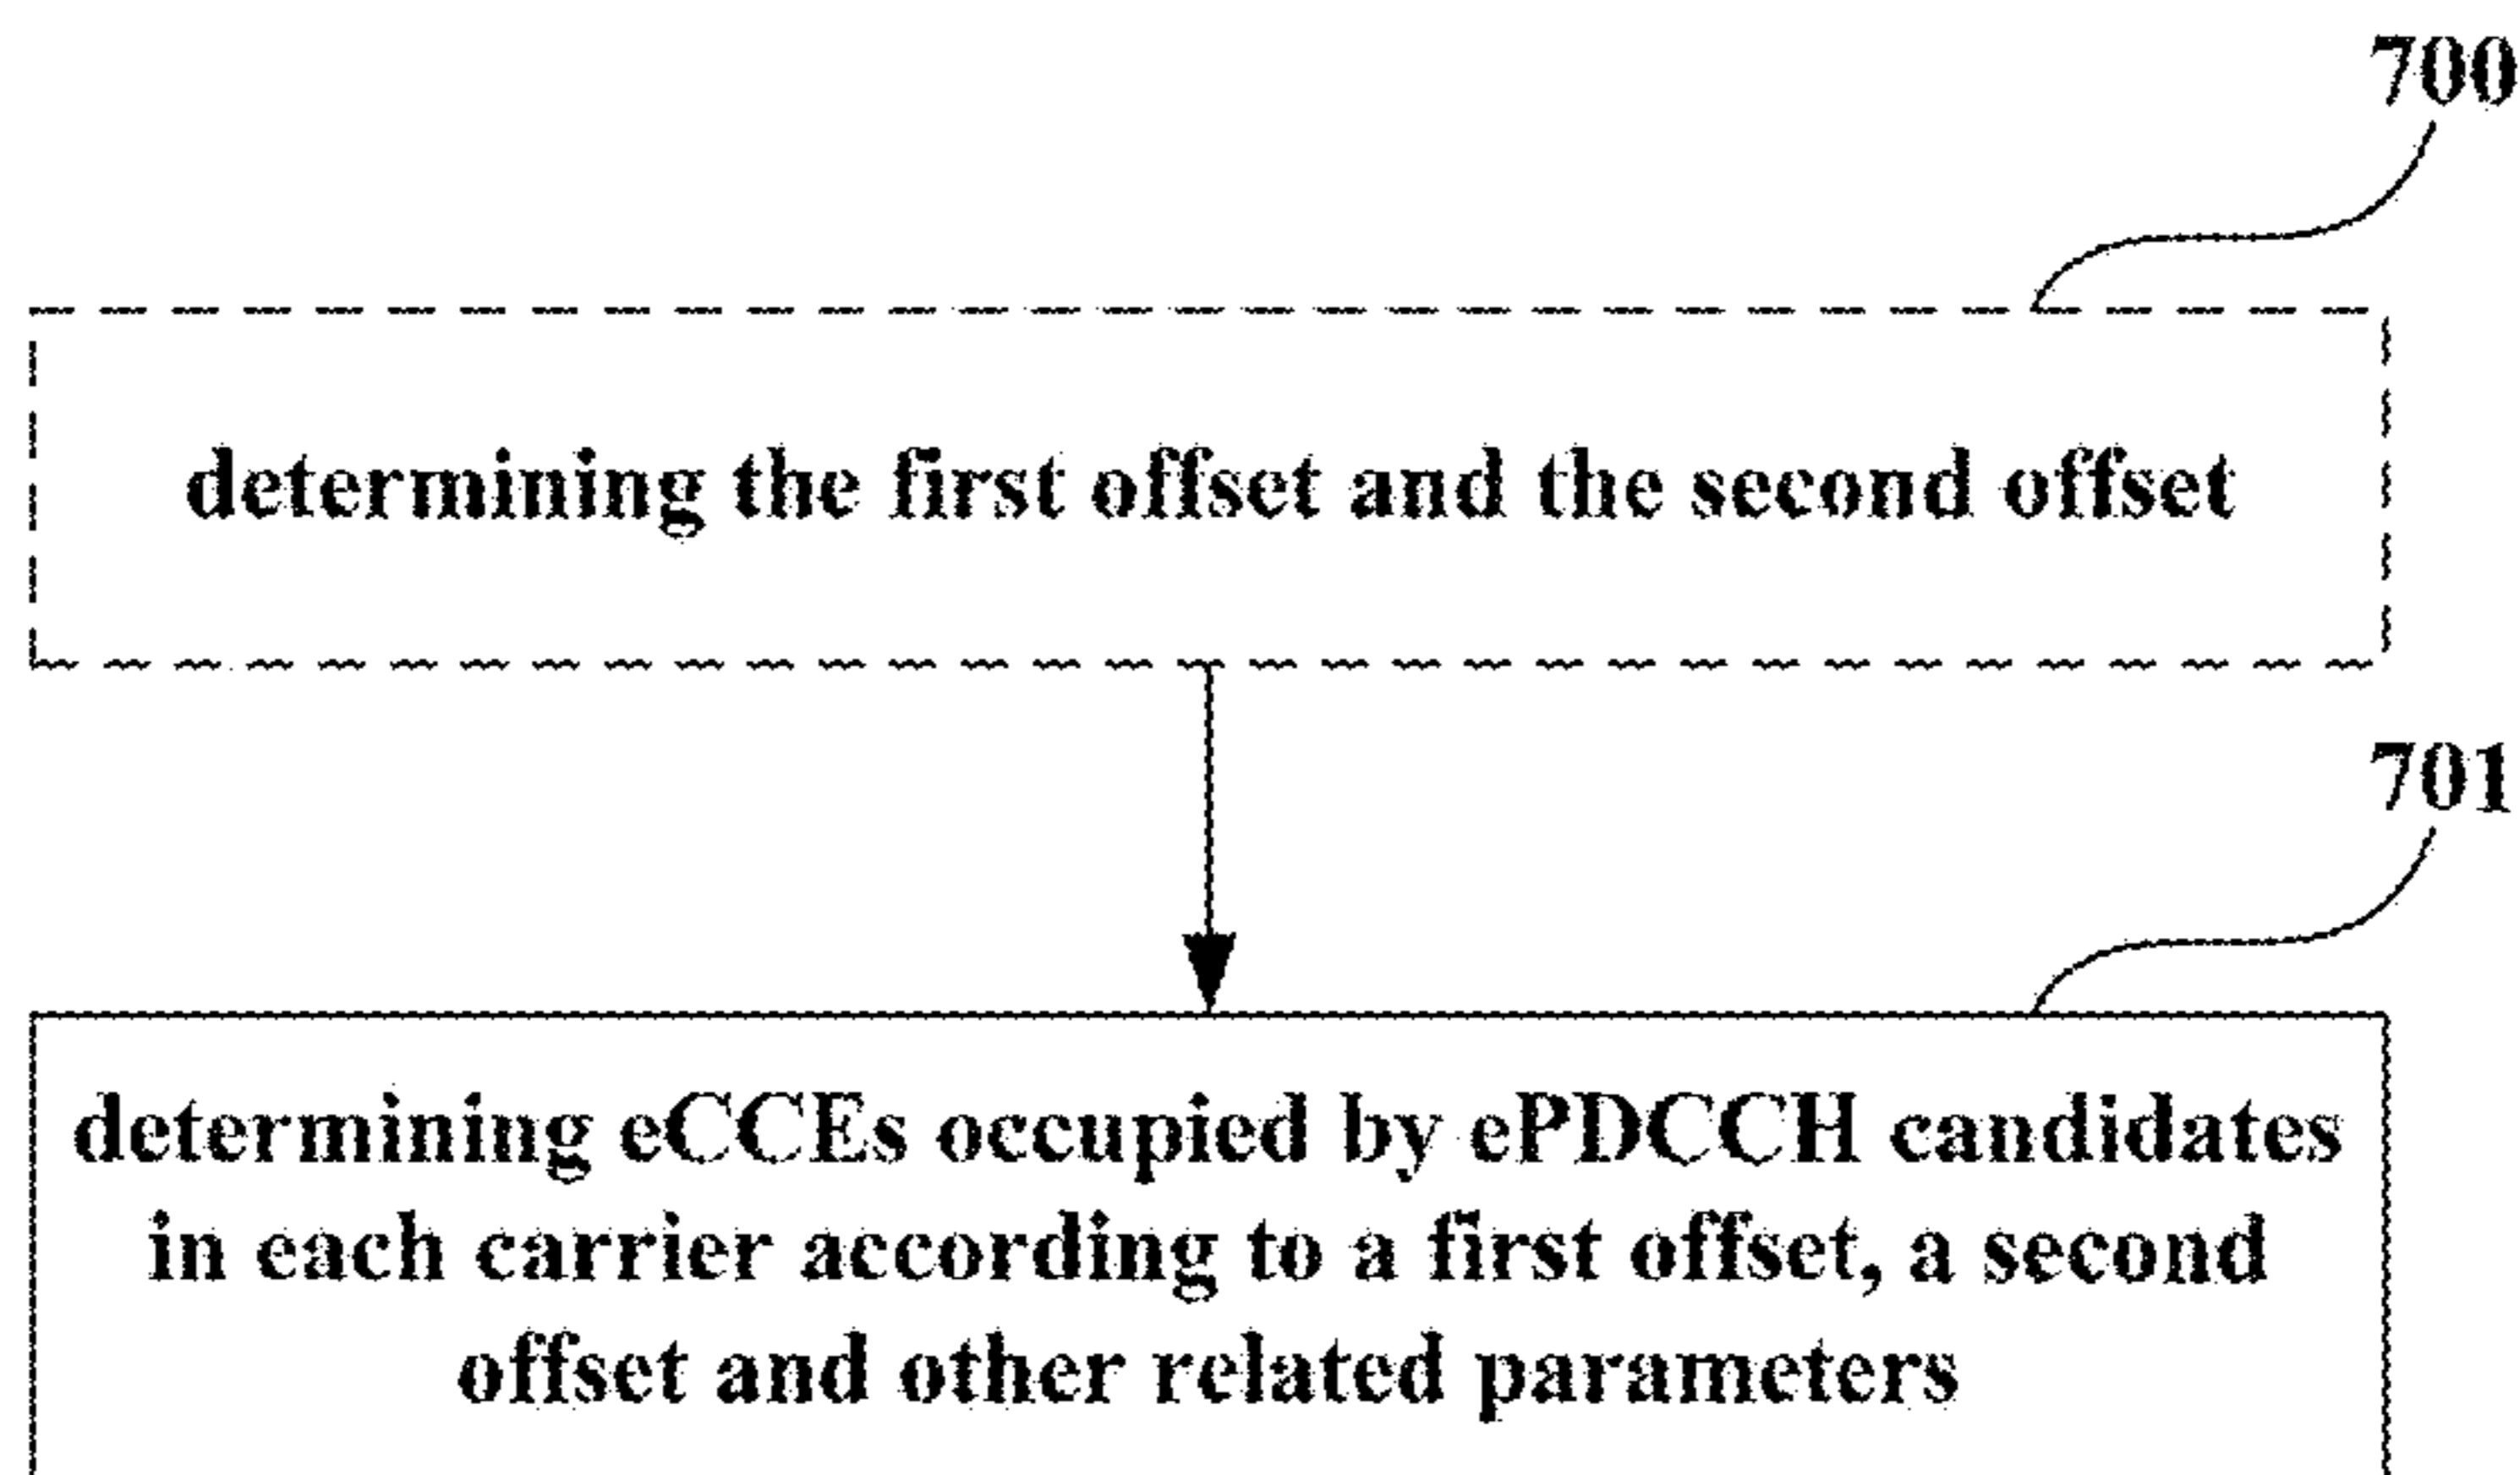 700
determining the first offset and the second offset
701
determining eCCEs occupied by ePDCCH candidates
in each carrier according to a first offset, a second
offset and other related parameters